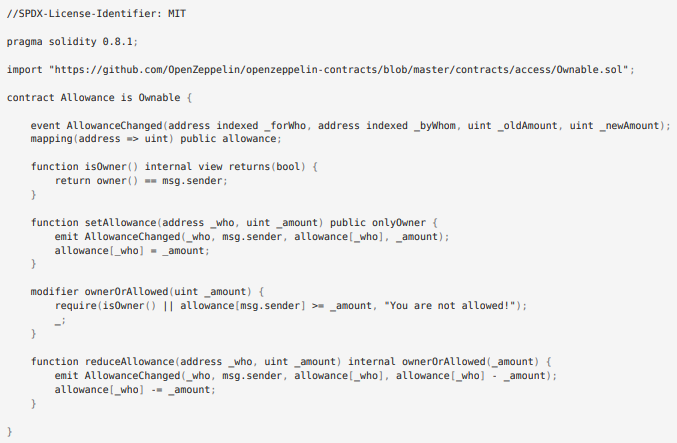 //SPDX-License-Identifier: MIT
pragma solidity 0.8.1;
import "https://github.com/OpenZeppelin/openzeppelin-contracts/blob/master/contracts/access/Ownable.sol";
contract Allowance is Ownable {
event AllowanceChanged(address indexed _forWho, address indexed _byWhom, uint _oldAmount, uint _newAmount);
mapping(address => uint) public allowance;
function isOwner() internal view returns(bool) {
return owner() == msg.sender;
}
function setAllowance(address _who, uint _amount) public onlyOwner {
emit AllowanceChanged(_who, msg.sender, allowance[_who], _amount);
allowance[_who] = _amount;
}
modifier ownerOrAllowed(uint _amount) {
require(isOwner() || allowance[msg.sender] >= _amount, "You are not allowed!");
_;
}
function reduceAllowance(address _who, uint _amount) internal ownerOrAllowed(_amount) {
emit AllowanceChanged(_who, msg.sender, allowance[_who], allowance[_who] - _amount);
allowance[_who] -= _amount;
}
}